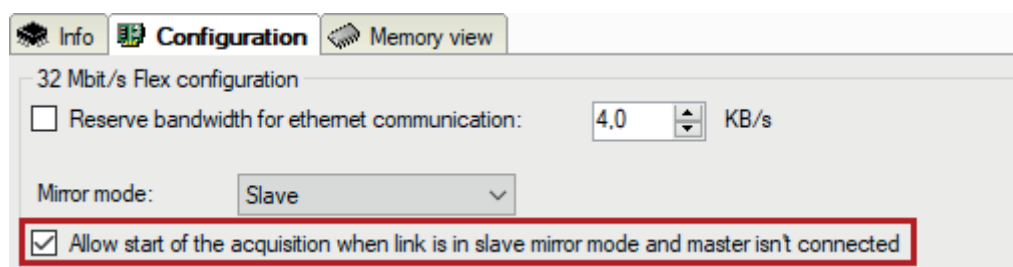 Info Configuration Memory view
32 Mbit/s Flex configuration
Reserve bandwidth for ethernet communication: 4,0 KB/s
Mirror mode: Slave
Allow start of the acquisition when link is in slave mirror mode and master isn't connected